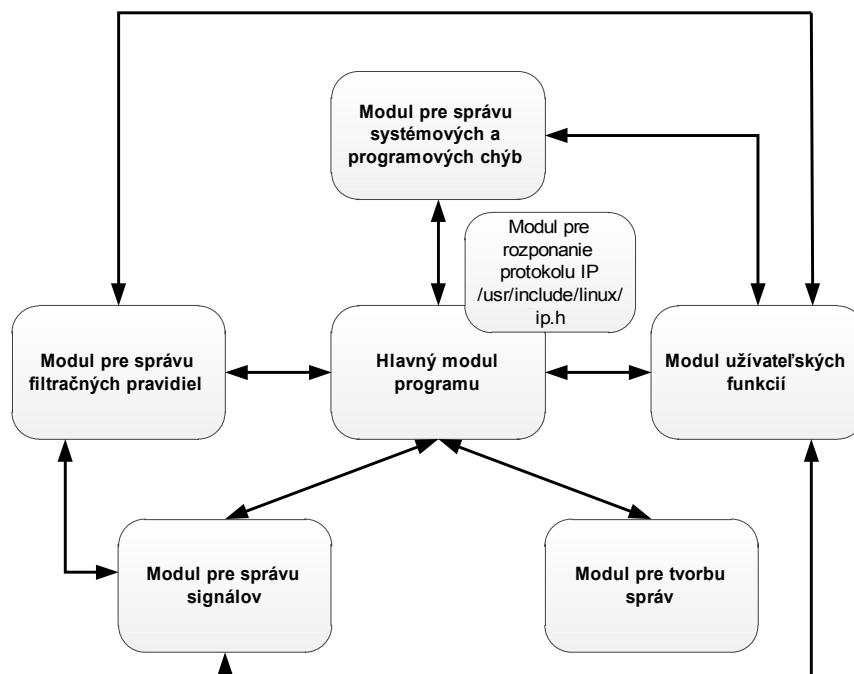 Modul pre správu
systémových a
programových chýb
Modul pre
rozponanie
protokolu IP
/usr/include/linux/
ip.h
Modul pre správu
filtračných pravidiel
Hlavný modul
programu
Modul užívateľských
funkcií
Modul pre správu
signálov
Modul pre tvorbu
správ